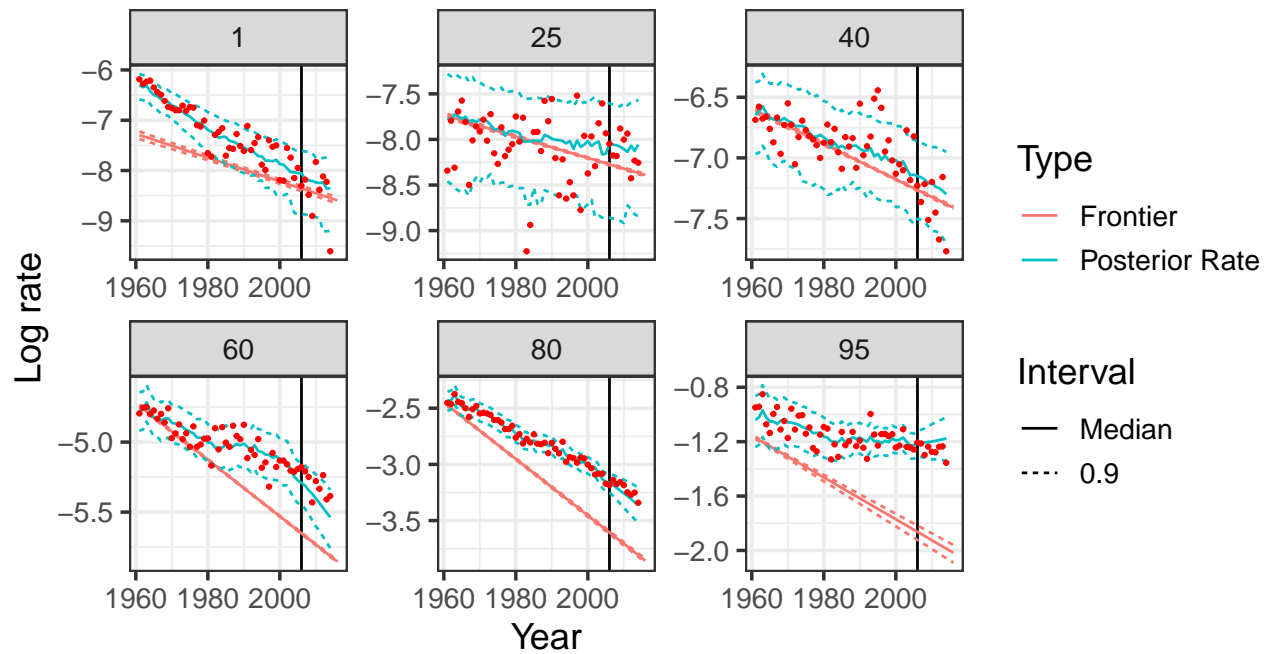 1
25
40
−6
−7
−8
−9
−7.5
−8.0
−8.5
−9.0
−6.5
−7.0
−7.5
1960 1980 2000
1960 1980 2000
1960 1980 2000
60
80
95
−5.0
−5.5
−2.5
−3.0
−3.5
−0.8
−1.2
−1.6
−2.0
1960 1980 2000
1960 1980 2000
1960 1980 2000
Year
Log rate
Type
Frontier
Posterior Rate
Interval
Median
0.9